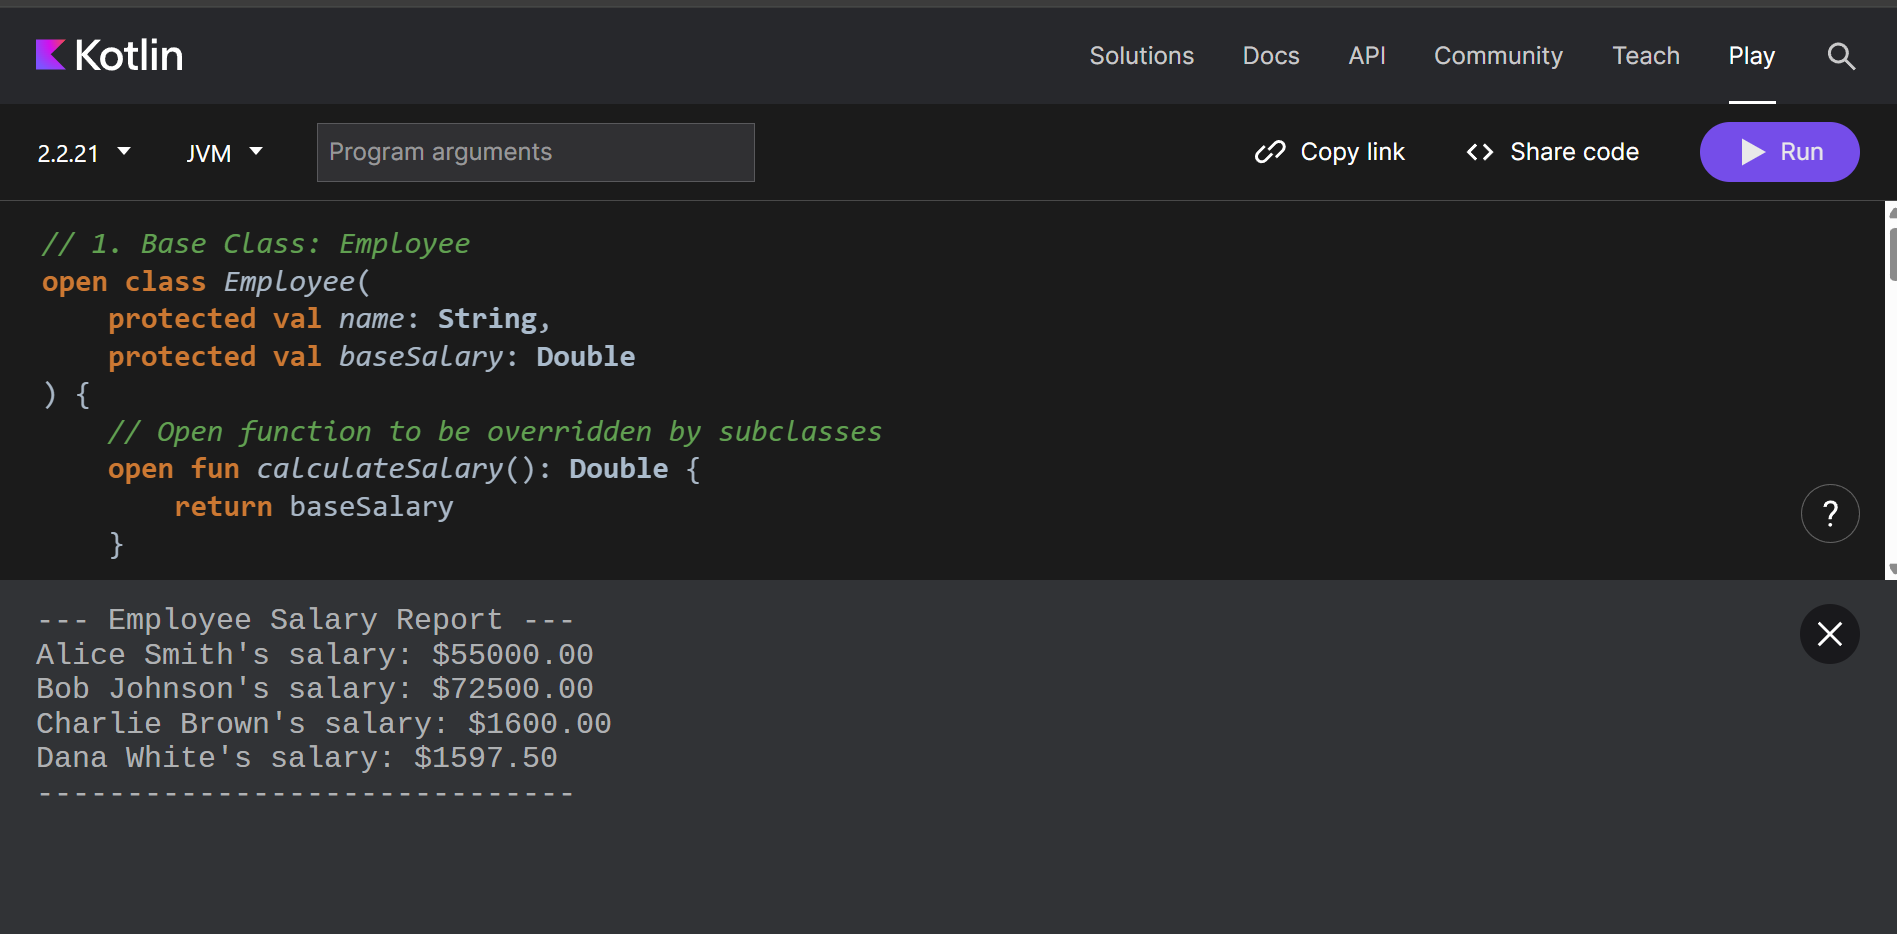 Kotlin
Solutions Docs API Community Teach Play
2.2.21 JVM Program arguments Copy link <> Share code Run
// 1. Base Class: Employee
open class Employee(
    protected val name: String,
    protected val baseSalary: Double
) {
    // Open function to be overridden by subclasses
    open fun calculateSalary(): Double {
        return baseSalary
    }
?
--- Employee Salary Report ---
Alice Smith's salary: $55000.00
Bob Johnson's salary: $72500.00
Charlie Brown's salary: $1600.00
Dana White's salary: $1597.50
------------------------------